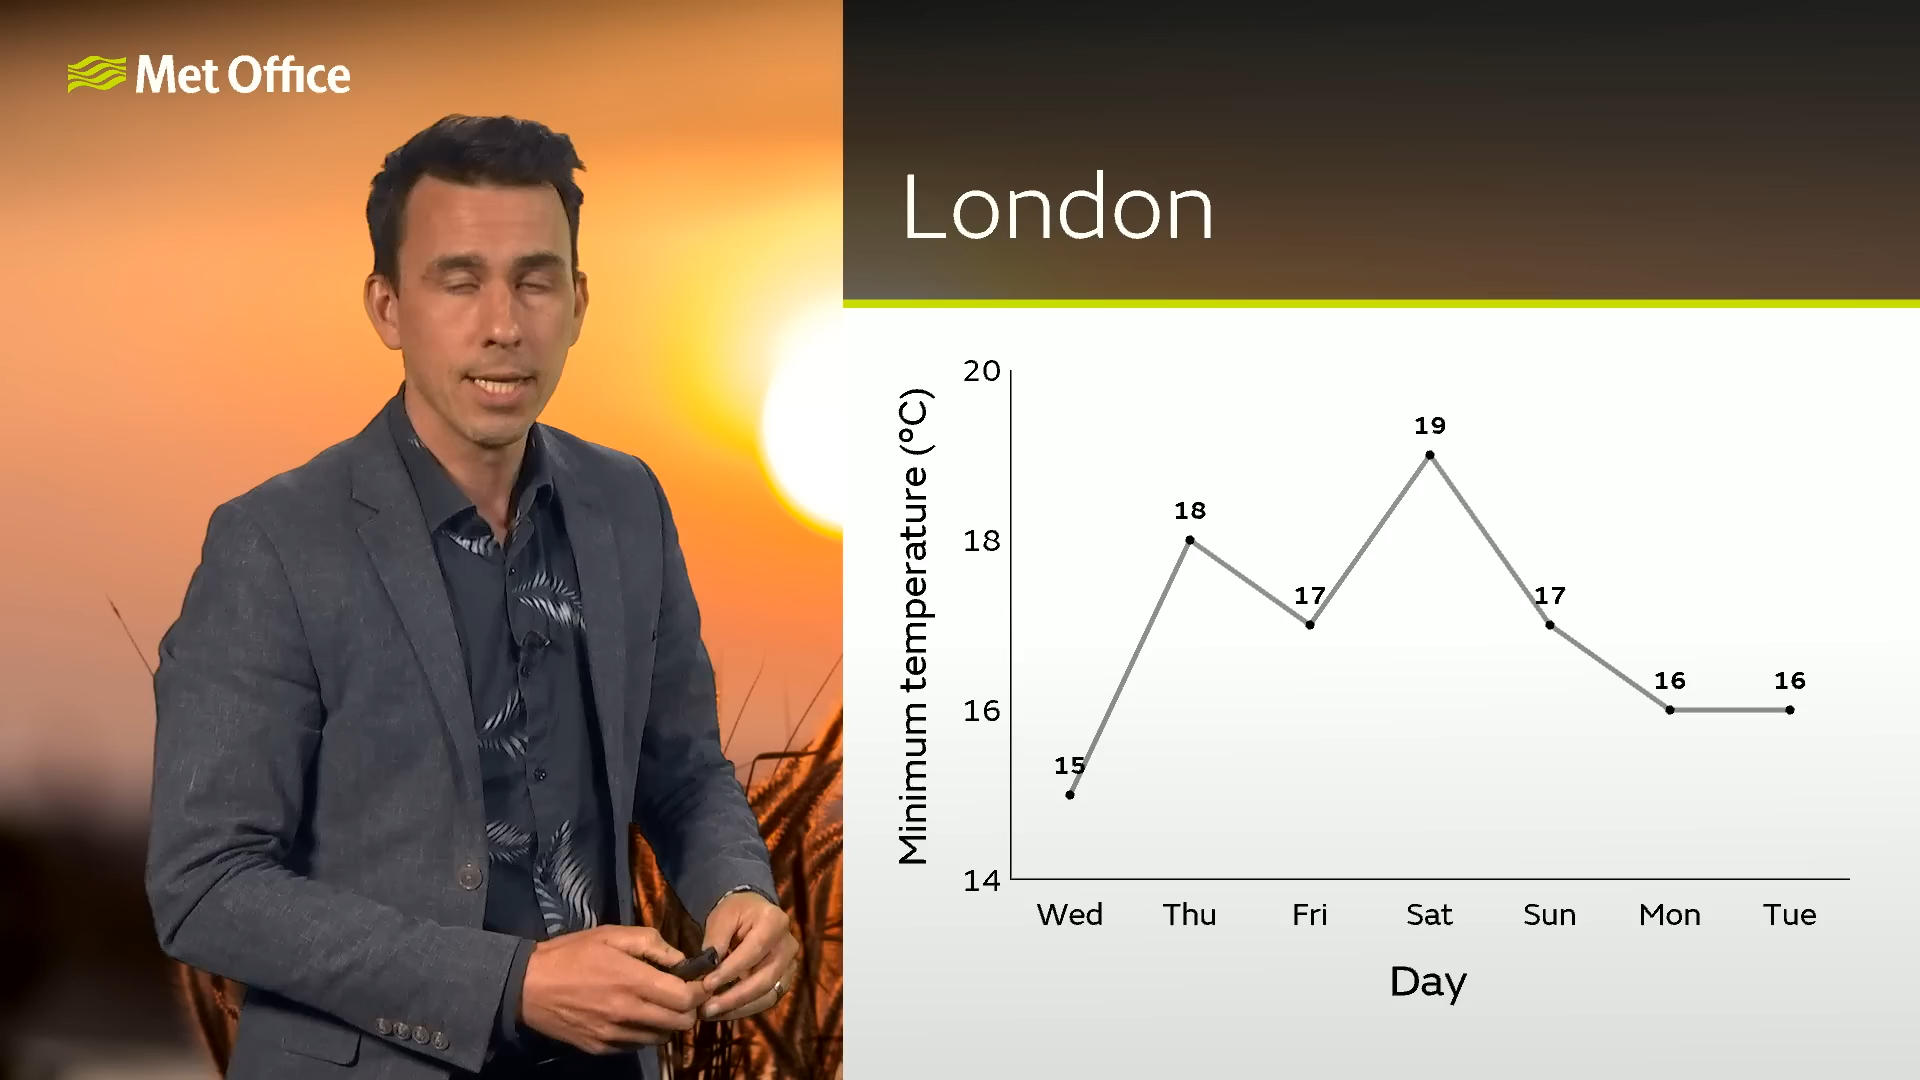 Met Office
London
Minimum temperature (°C)
20
18
16
14
15
18
17
19
17
16
16
Wed Thu Fri Sat Sun Mon Tue
Day